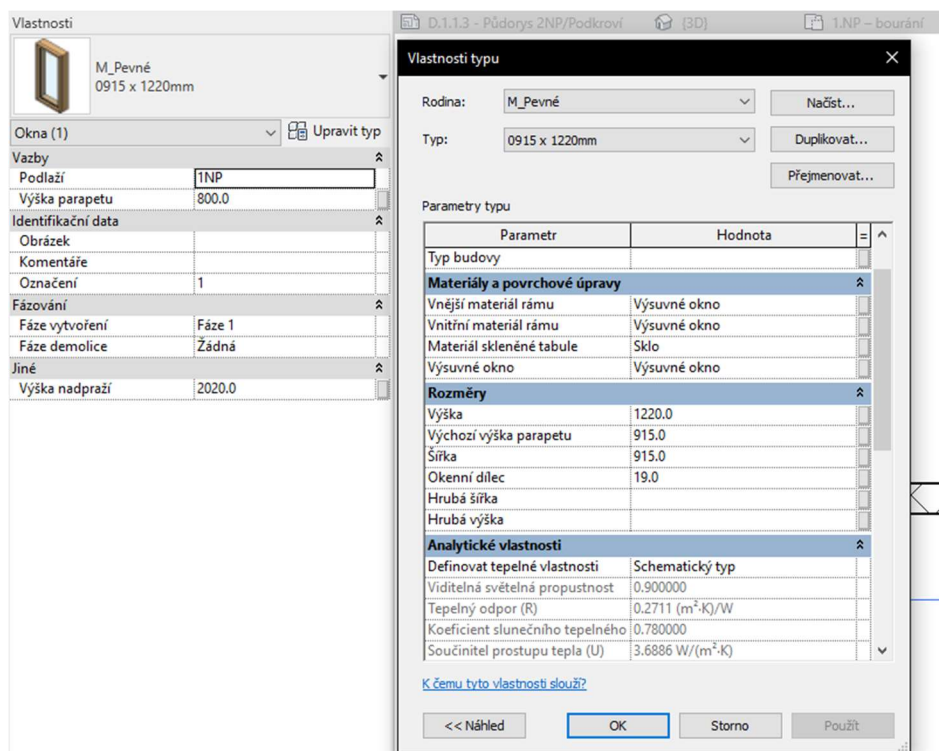 Vlastnosti
M_Pevné
0915 x 1220mm
Okna (1)
Upravit typ
Vazby
Podlaží 1NP
Výška parapetu 800.0
Identifikační data
Obrázek
Komentáře
Označení 1
Fázování
Fáze vytvoření Fáze 1
Fáze demolice Žádná
Jiné
Výška nadpraží 2020.0
D.1.1.3 - Půdorys 2NP/Podkroví
{3D}
1.NP – bourání
Vlastnosti typu
Rodina: M_Pevné Načíst...
Typ: 0915 x 1220mm Duplikovat...
Přejmenovat...
Parametry typu
Parametr Hodnota =
Typ budovy
Materiály a povrchové úpravy
Vnější materiál rámu Výsuvné okno
Vnitřní materiál rámu Výsuvné okno
Materiál skleněné tabule Sklo
Výsuvné okno Výsuvné okno
Rozměry
Výška 1220.0
Výchozí výška parapetu 915.0
Šířka 915.0
Okenní dílec 19.0
Hrubá šířka
Hrubá výška
Analytické vlastnosti
Definovat tepelné vlastnosti Schematický typ
Viditelná světelná propustnost 0.900000
Tepelný odpor (R) 0.2711 (m²·K)/W
Koeficient slunečního tepelného 0.780000
Součinitel prostupu tepla (U) 3.6886 W/(m²·K)
K čemu tyto vlastnosti slouží?
<< Náhled OK Storno Použít